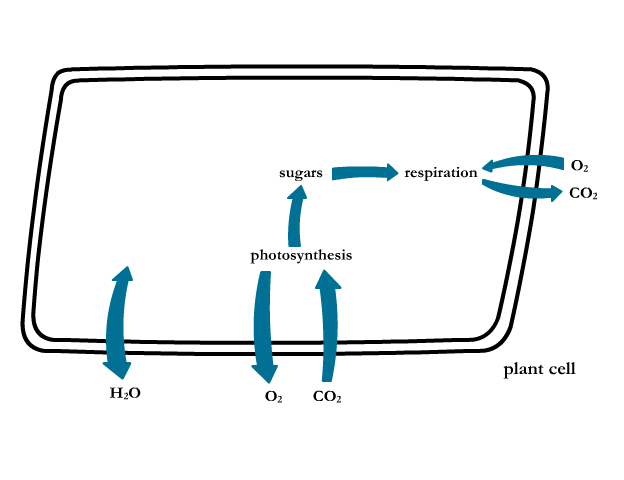 sugars
respiration
O₂
CO₂
photosynthesis
plant cell
H₂O
O₂
CO₂